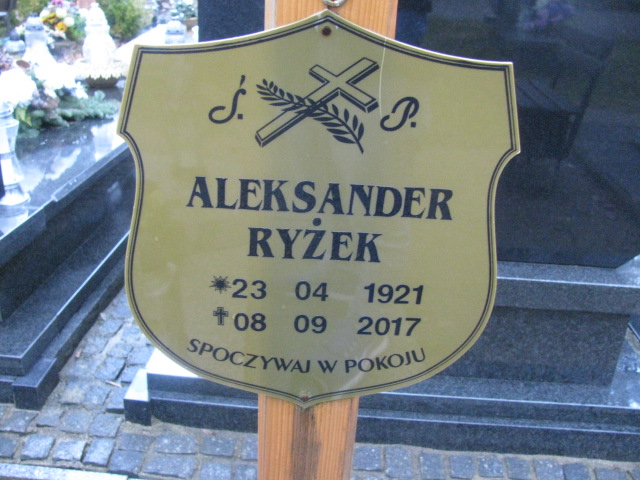 Ś. P.
ALEKSANDER
RYŻEK
23 04 1921
08 09 2017
SPOCZYWAJ W POKOJU